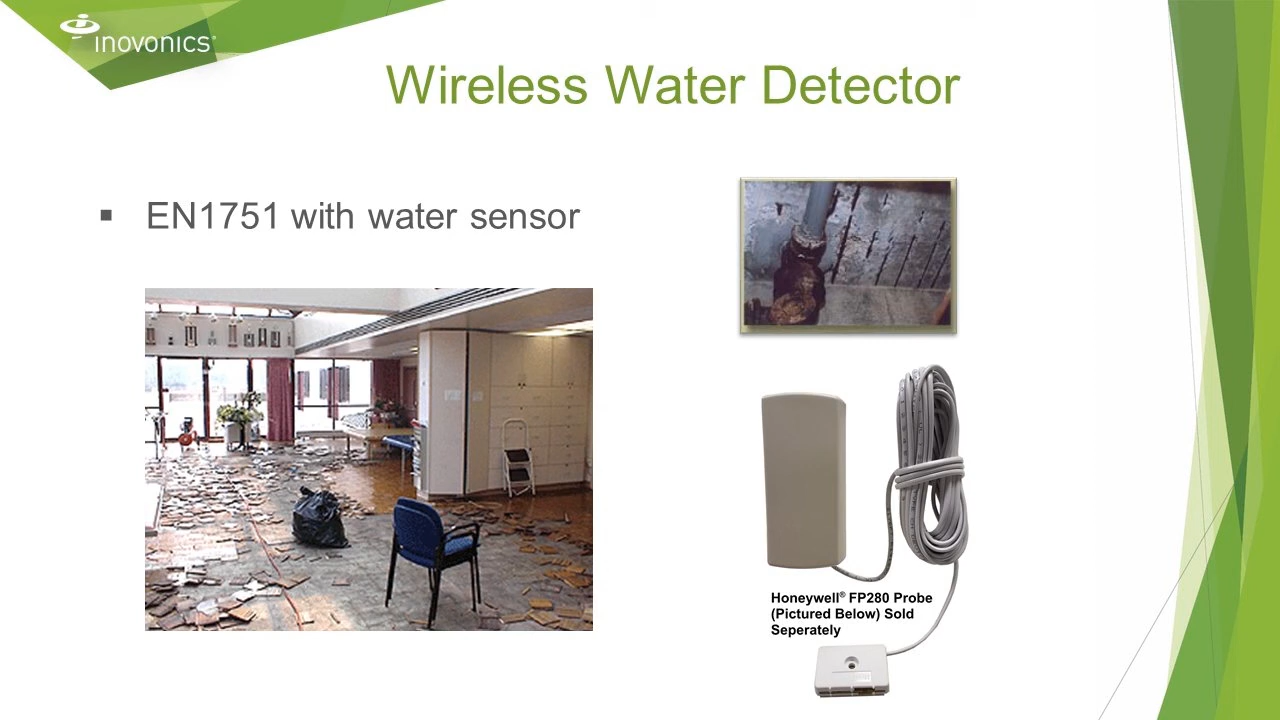 inovonics®
Wireless Water Detector
▪ EN1751 with water sensor
Honeywell® FP280 Probe
(Pictured Below) Sold
Seperately